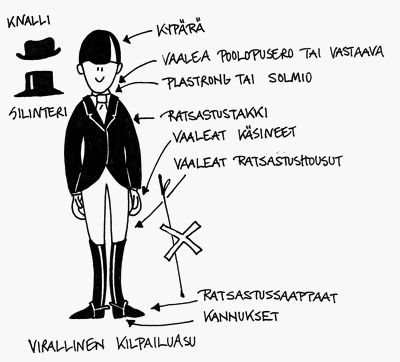 KNALLI
KYPÄRÄ
VAALEA POOLOPUSERO TAI VASTAAVA
PLASTRONG TAI SOLMIO
SILINTERI
RATSASTUSTAKKI
VAALEAT KÄSINEET
VAALEAT RATSASTUSHOUSUT
RATSASTUSSAAPPAAT
KANNUKSET
VIRALLINEN KILPAILUASU